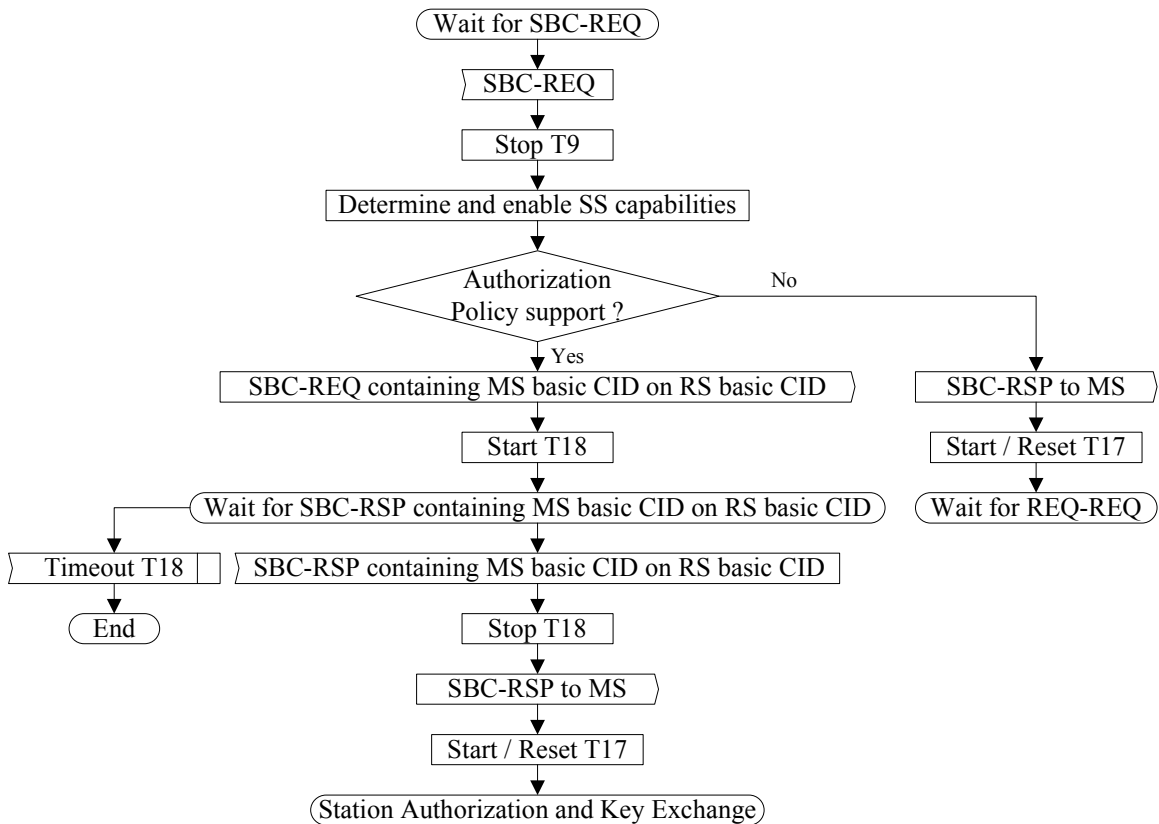 Wait for SBC-REQ
SBC-REQ
Stop T9
Determine and enable SS capabilities
Authorization
Policy support ?
No
Yes
SBC-REQ containing MS basic CID on RS basic CID
SBC-RSP to MS
Start T18
Start / Reset T17
Wait for SBC-RSP containing MS basic CID on RS basic CID
Wait for REQ-REQ
Timeout T18
SBC-RSP containing MS basic CID on RS basic CID
End
Stop T18
SBC-RSP to MS
Start / Reset T17
Station Authorization and Key Exchange